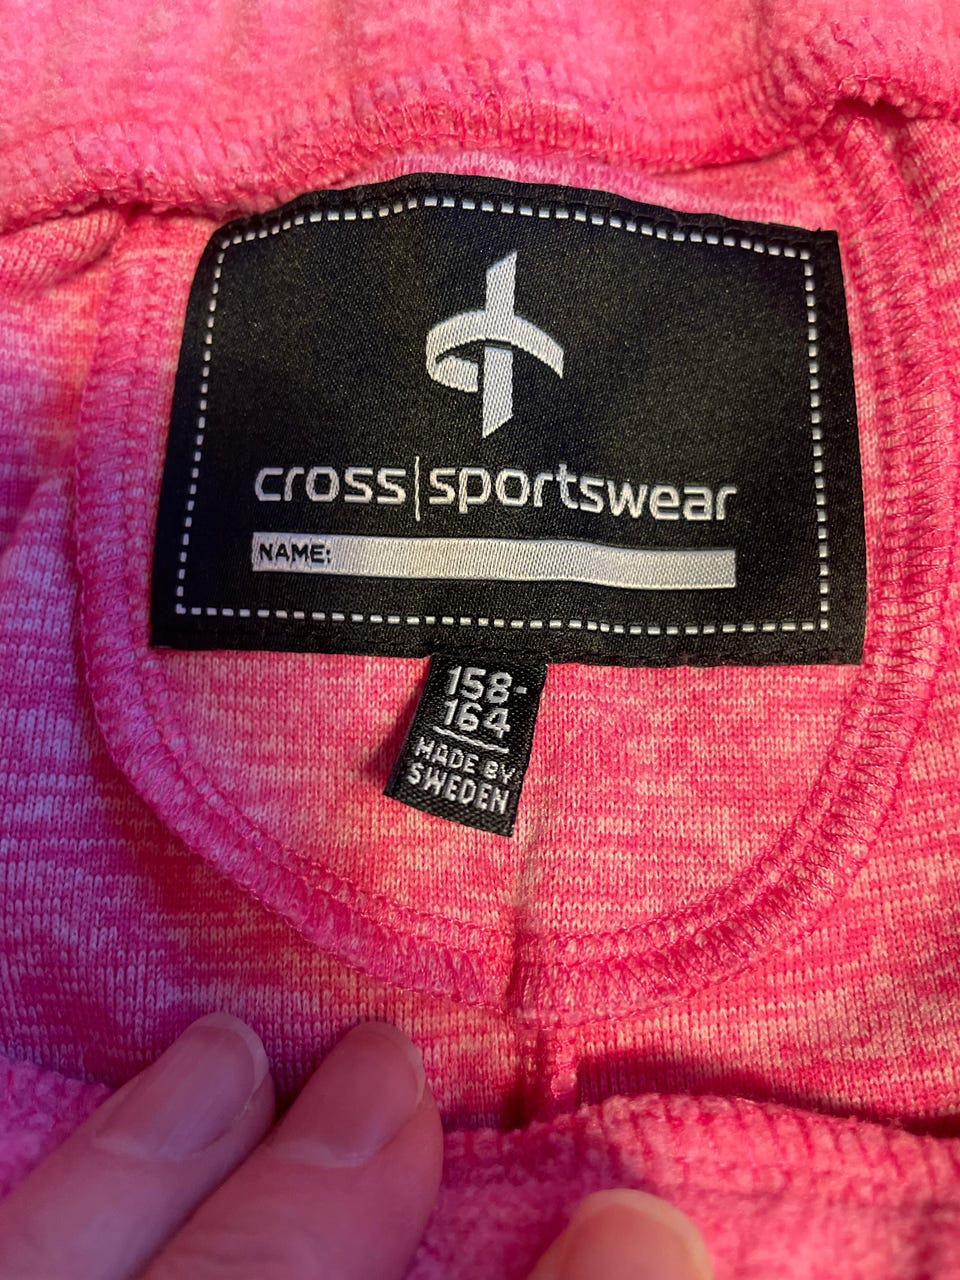 cross|sportswear
NAME:
158-
164
MADE BY
SWEDEN